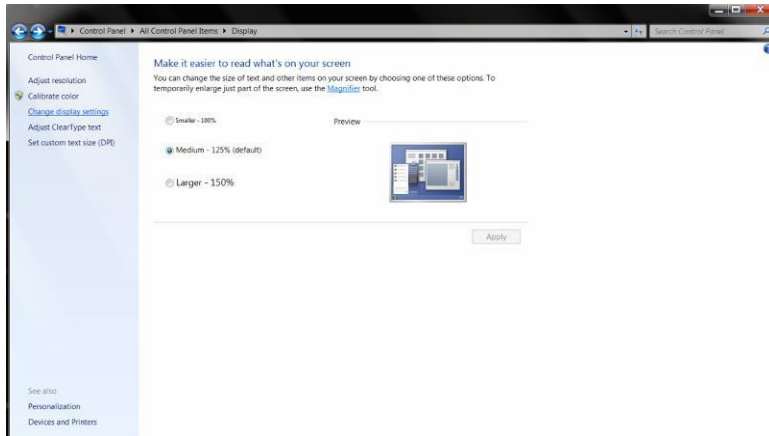 Control Panel ▸ All Control Panel Items ▸ Display
Search Control Panel
Control Panel Home
Adjust resolution
Calibrate color
Change display settings
Adjust ClearType text
Set custom text size (DPI)
See also
Personalization
Devices and Printers
Make it easier to read what's on your screen
You can change the size of text and other items on your screen by choosing one of these options. To
temporarily enlarge just part of the screen, use the Magnifier tool.
Smaller - 100%
Medium - 125% (default)
Larger - 150%
Preview
Apply